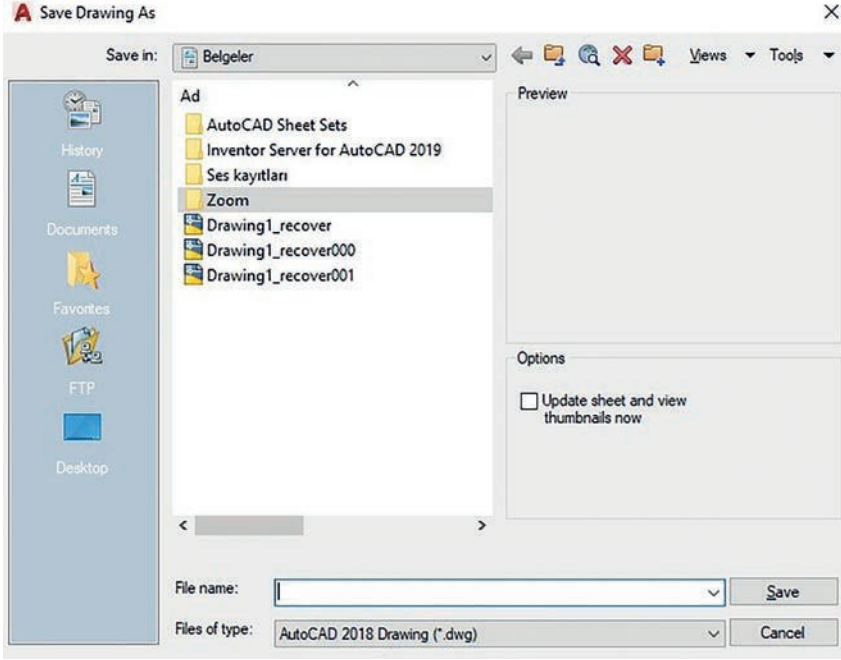 Save Drawing As
Save in: Belgeler Views Tools
History
Documents
Favorites
FTP
Desktop
Ad
AutoCAD Sheet Sets
Inventor Server for AutoCAD 2019
Ses kayıtları
Zoom
Drawing1_recover
Drawing1_recover000
Drawing1_recover001
Preview
Options
Update sheet and view
thumbnails now
File name: Save
Files of type: AutoCAD 2018 Drawing (*.dwg) Cancel